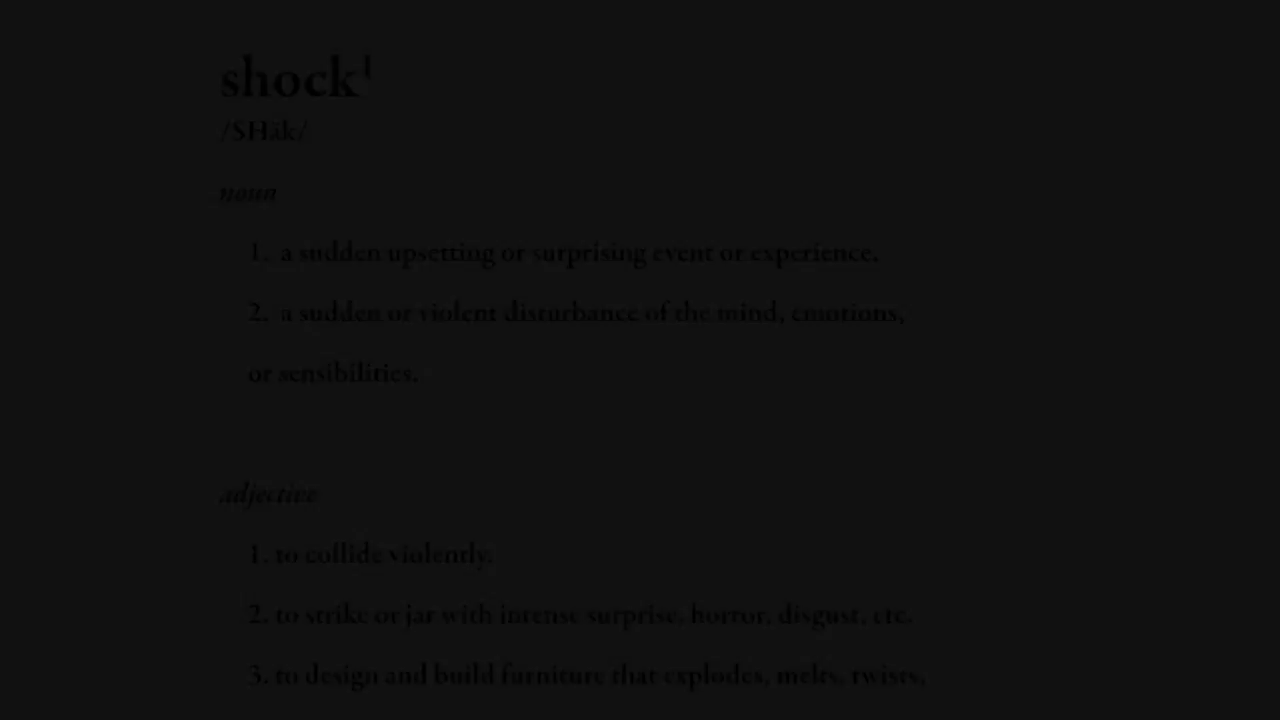 shock¹
/SHäk/
noun
1. a sudden upsetting or surprising event or experience.
2. a sudden or violent disturbance of the mind, emotions,
or sensibilities.
adjective
1. to collide violently.
2. to strike or jar with intense surprise, horror, disgust, etc.
3. to design and build furniture that explodes, melts, twists,